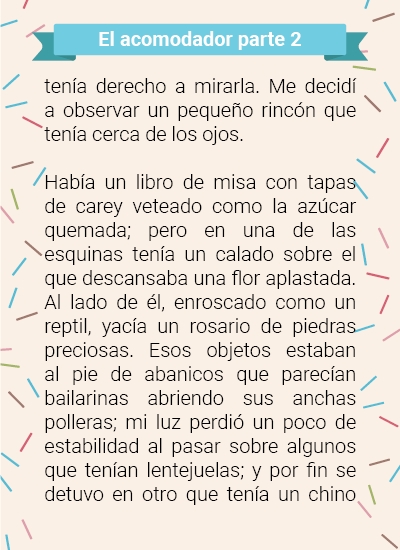 El acomodador parte 2
tenía derecho a mirarla. Me decidí
a observar un pequeño rincón que
tenía cerca de los ojos.
Había un libro de misa con tapas
de carey veteado como la azúcar
quemada; pero en una de las
esquinas tenía un calado sobre el
que descansaba una flor aplastada.
Al lado de él, enroscado como un
reptil, yacía un rosario de piedras
preciosas. Esos objetos estaban
al pie de abanicos que parecían
bailarinas abriendo sus anchas
polleras; mi luz perdió un poco de
estabilidad al pasar sobre algunos
que tenían lentejuelas; y por fin se
detuvo en otro que tenía un chino